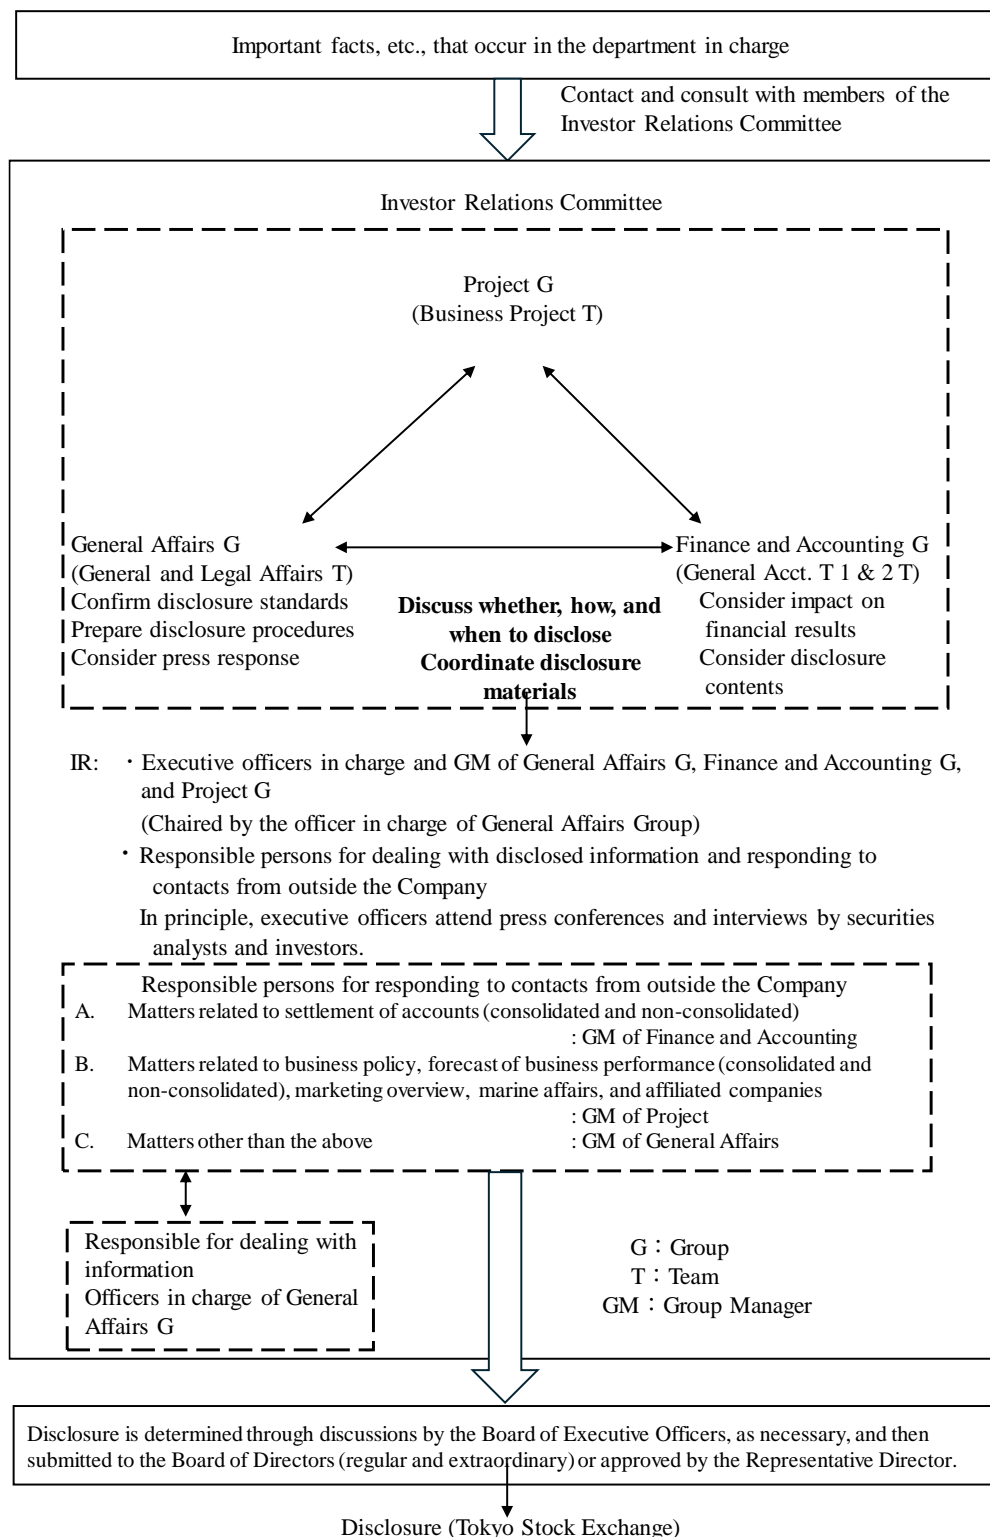 Important facts, etc., that occur in the department in charge
Contact and consult with members of the
Investor Relations Committee
Investor Relations Committee
Project G
(Business Project T)
General Affairs G
(General and Legal Affairs T)
Confirm disclosure standards
Prepare disclosure procedures
Consider press response
Discuss whether, how, and
when to disclose
Coordinate disclosure
materials
Finance and Accounting G
(General Acct. T 1 & 2 T)
Consider impact on
financial results
Consider disclosure
contents
IR: ・Executive officers in charge and GM of General Affairs G, Finance and Accounting G,
and Project G
(Chaired by the officer in charge of General Affairs Group)
・Responsible persons for dealing with disclosed information and responding to
contacts from outside the Company
In principle, executive officers attend press conferences and interviews by securities
analysts and investors.
Responsible persons for responding to contacts from outside the Company
A. Matters related to settlement of accounts (consolidated and non-consolidated)
: GM of Finance and Accounting
B. Matters related to business policy, forecast of business performance (consolidated and
non-consolidated), marketing overview, marine affairs, and affiliated companies
: GM of Project
C. Matters other than the above : GM of General Affairs
Responsible for dealing with
information
Officers in charge of General
Affairs G
G：Group
T：Team
GM：Group Manager
Disclosure is determined through discussions by the Board of Executive Officers, as necessary, and then
submitted to the Board of Directors (regular and extraordinary) or approved by the Representative Director.
Disclosure (Tokyo Stock Exchange)